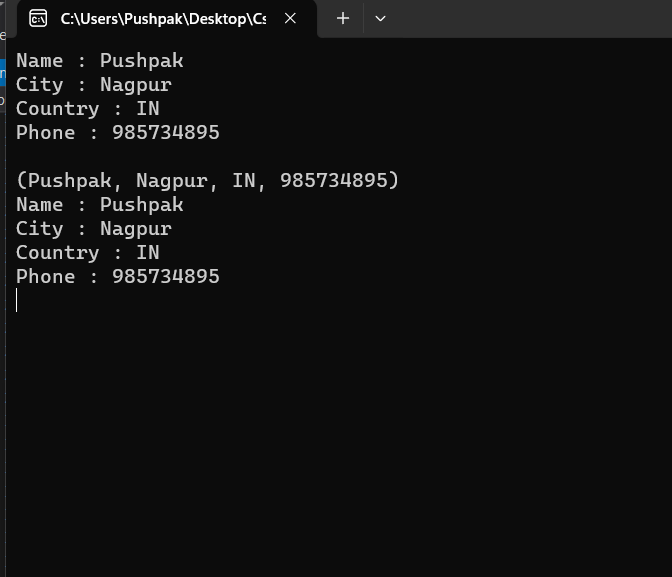 C:\Users\Pushpak\Desktop\Cs
Name : Pushpak
City : Nagpur
Country : IN
Phone : 985734895
(Pushpak, Nagpur, IN, 985734895)
Name : Pushpak
City : Nagpur
Country : IN
Phone : 985734895